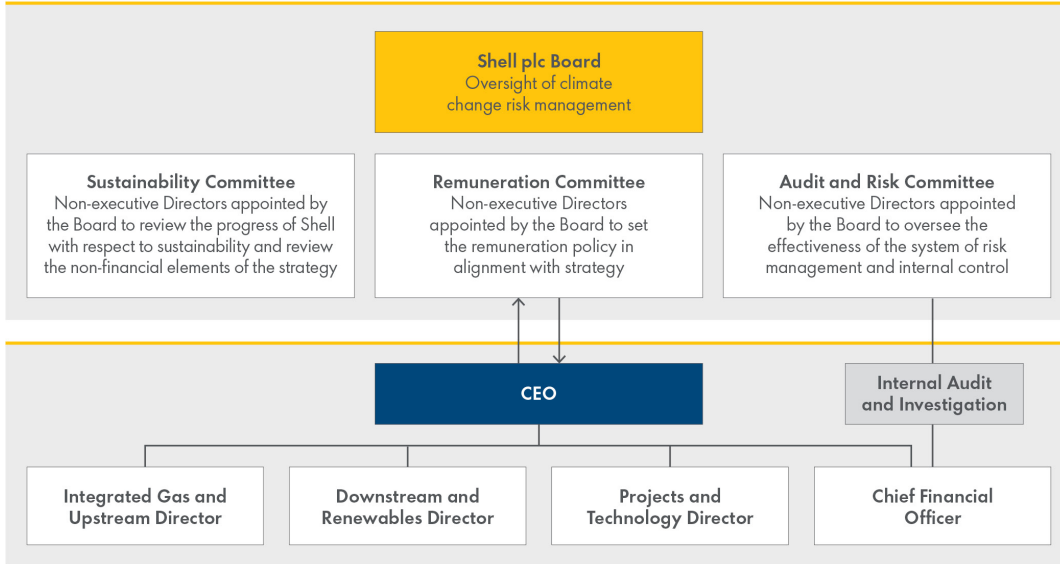 Shell plc Board
Oversight of climate
change risk management
Sustainability Committee
Non-executive Directors appointed by
the Board to review the progress of Shell
with respect to sustainability and review
the non-financial elements of the strategy
Remuneration Committee
Non-executive Directors
appointed by the Board to set
the remuneration policy in
alignment with strategy
Audit and Risk Committee
Non-executive Directors appointed
by the Board to oversee the
effectiveness of the system of risk
management and internal control
CEO
Internal Audit
and Investigation
Integrated Gas and
Upstream Director
Downstream and
Renewables Director
Projects and
Technology Director
Chief Financial
Officer